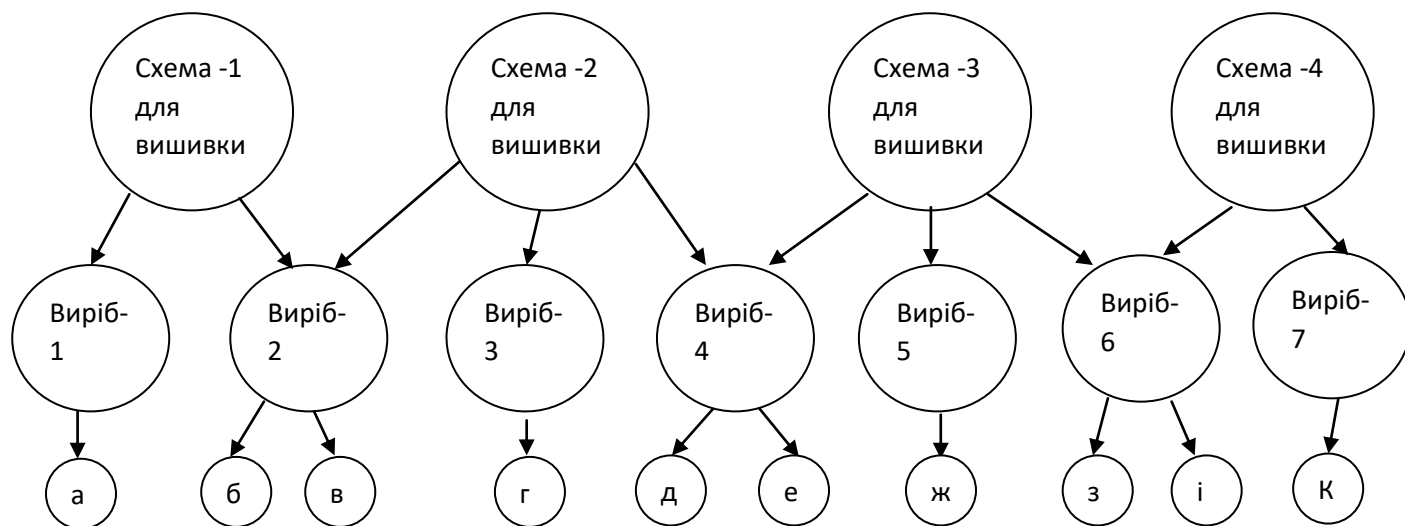 Схема -1
для
вишивки
Схема -2
для
вишивки
Схема -3
для
вишивки
Схема -4
для
вишивки
Виріб-
1
Виріб-
2
Виріб-
3
Виріб-
4
Виріб-
5
Виріб-
6
Виріб-
7
а
б
в
г
д
е
ж
з
і
К